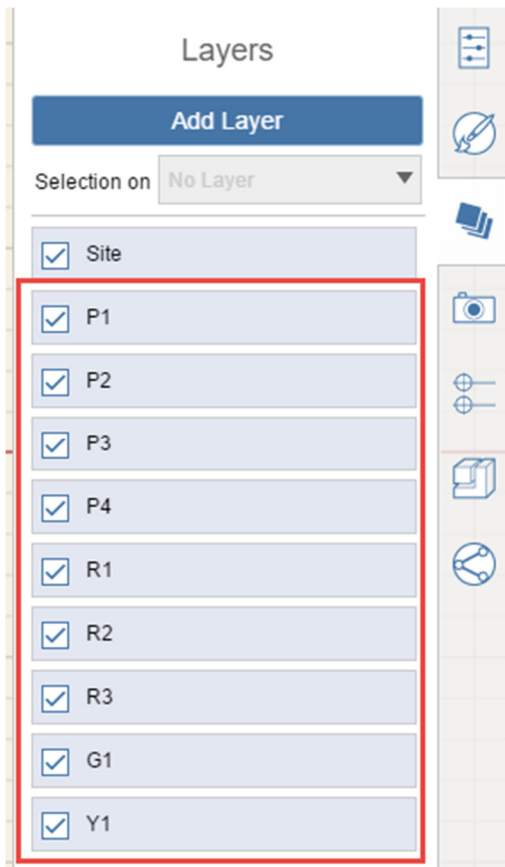 Layers
Add Layer
Selection on No Layer
Site
P1
P2
P3
P4
R1
R2
R3
G1
Y1